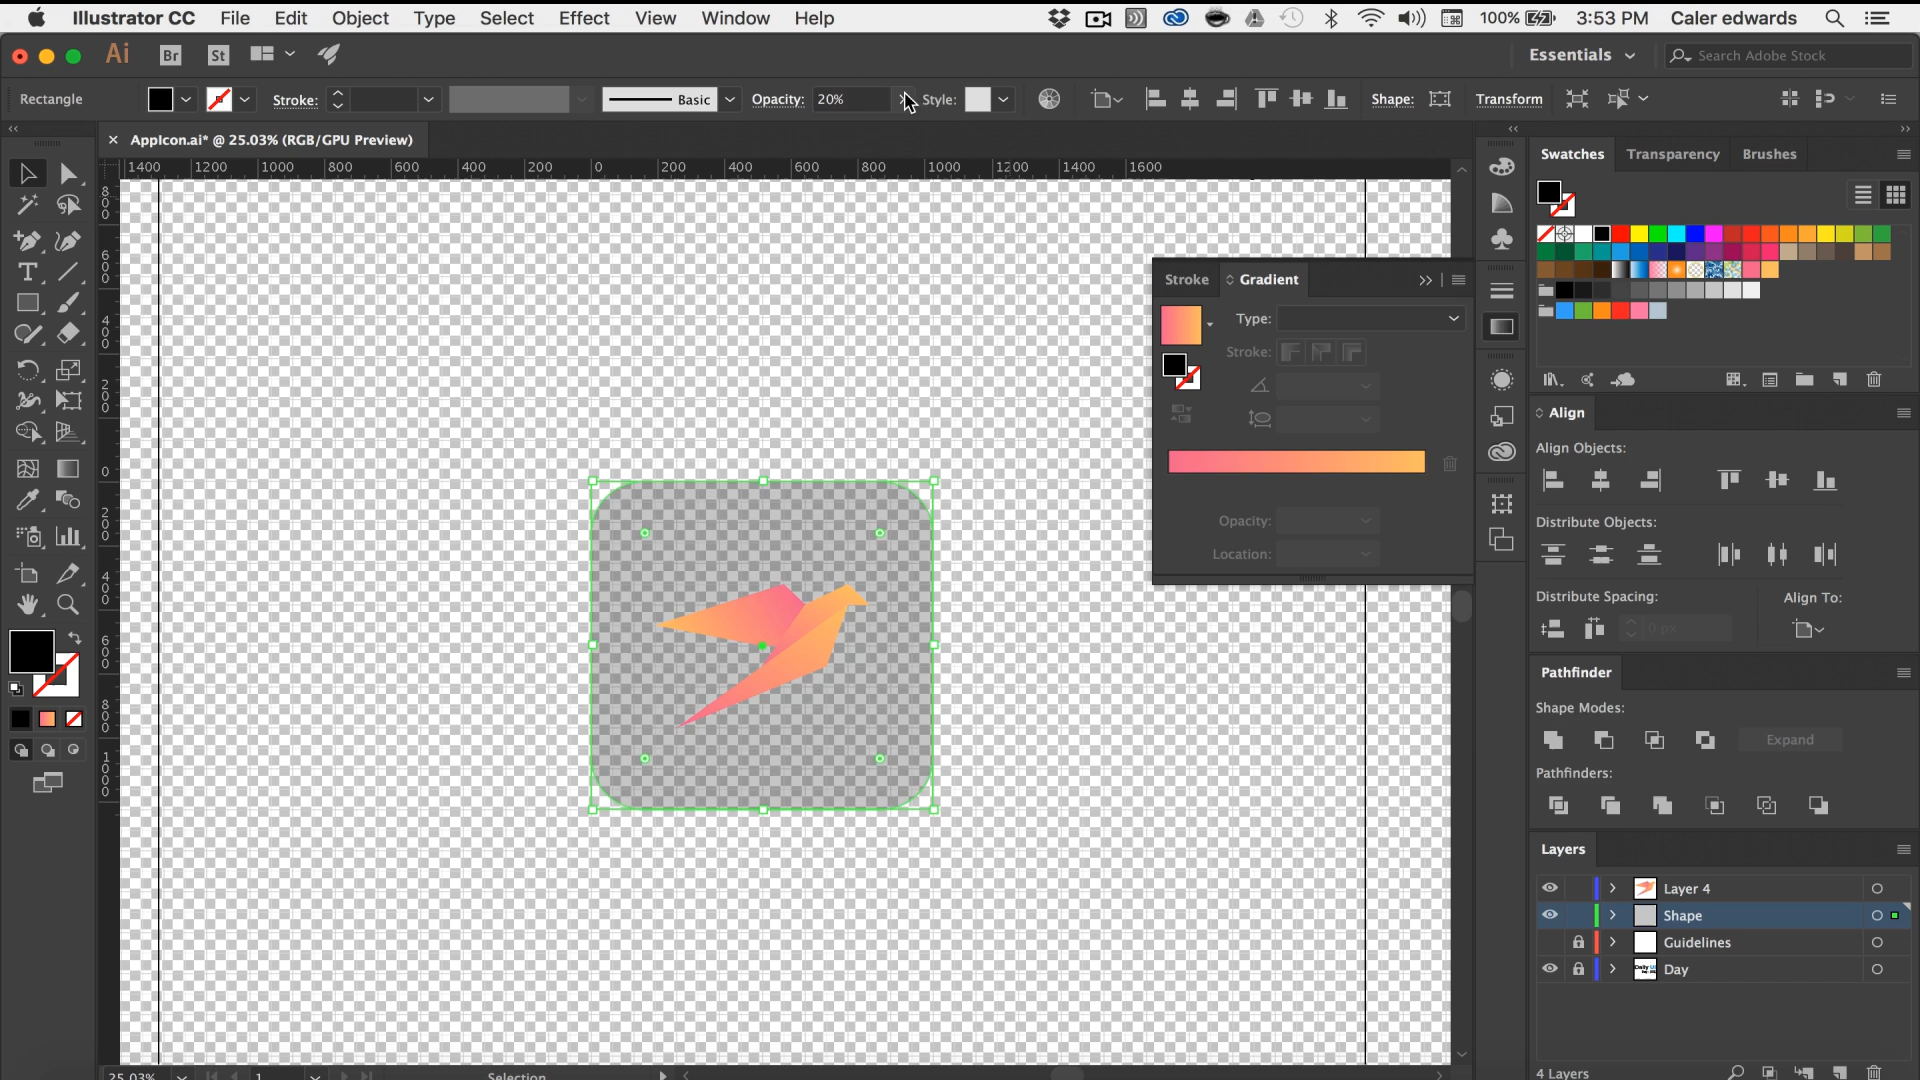 Illustrator CC File Edit Object Type Select Effect View Window Help 100% 3:53 PM Caler edwards
Ai Br St Essentials Search Adobe Stock
Rectangle Stroke: Basic Opacity: 20% Style: Shape: Transform
AppIcon.ai* @ 25.03% (RGB/GPU Preview)
1400 1200 1000 800 600 400 200 0 200 400 600 800 1000 1200 1400 1600
800
600
400
200
0
200
400
600
800
1000
Stroke Gradient
Type:
Stroke:
Opacity:
Location:
Swatches Transparency Brushes
Align
Align Objects:
Distribute Objects:
Distribute Spacing: Align To:
0 px
Pathfinder
Shape Modes:
Expand
Pathfinders:
Layers
Layer 4
Shape
Guidelines
Day
4 Layers
25.03% 1 Selection